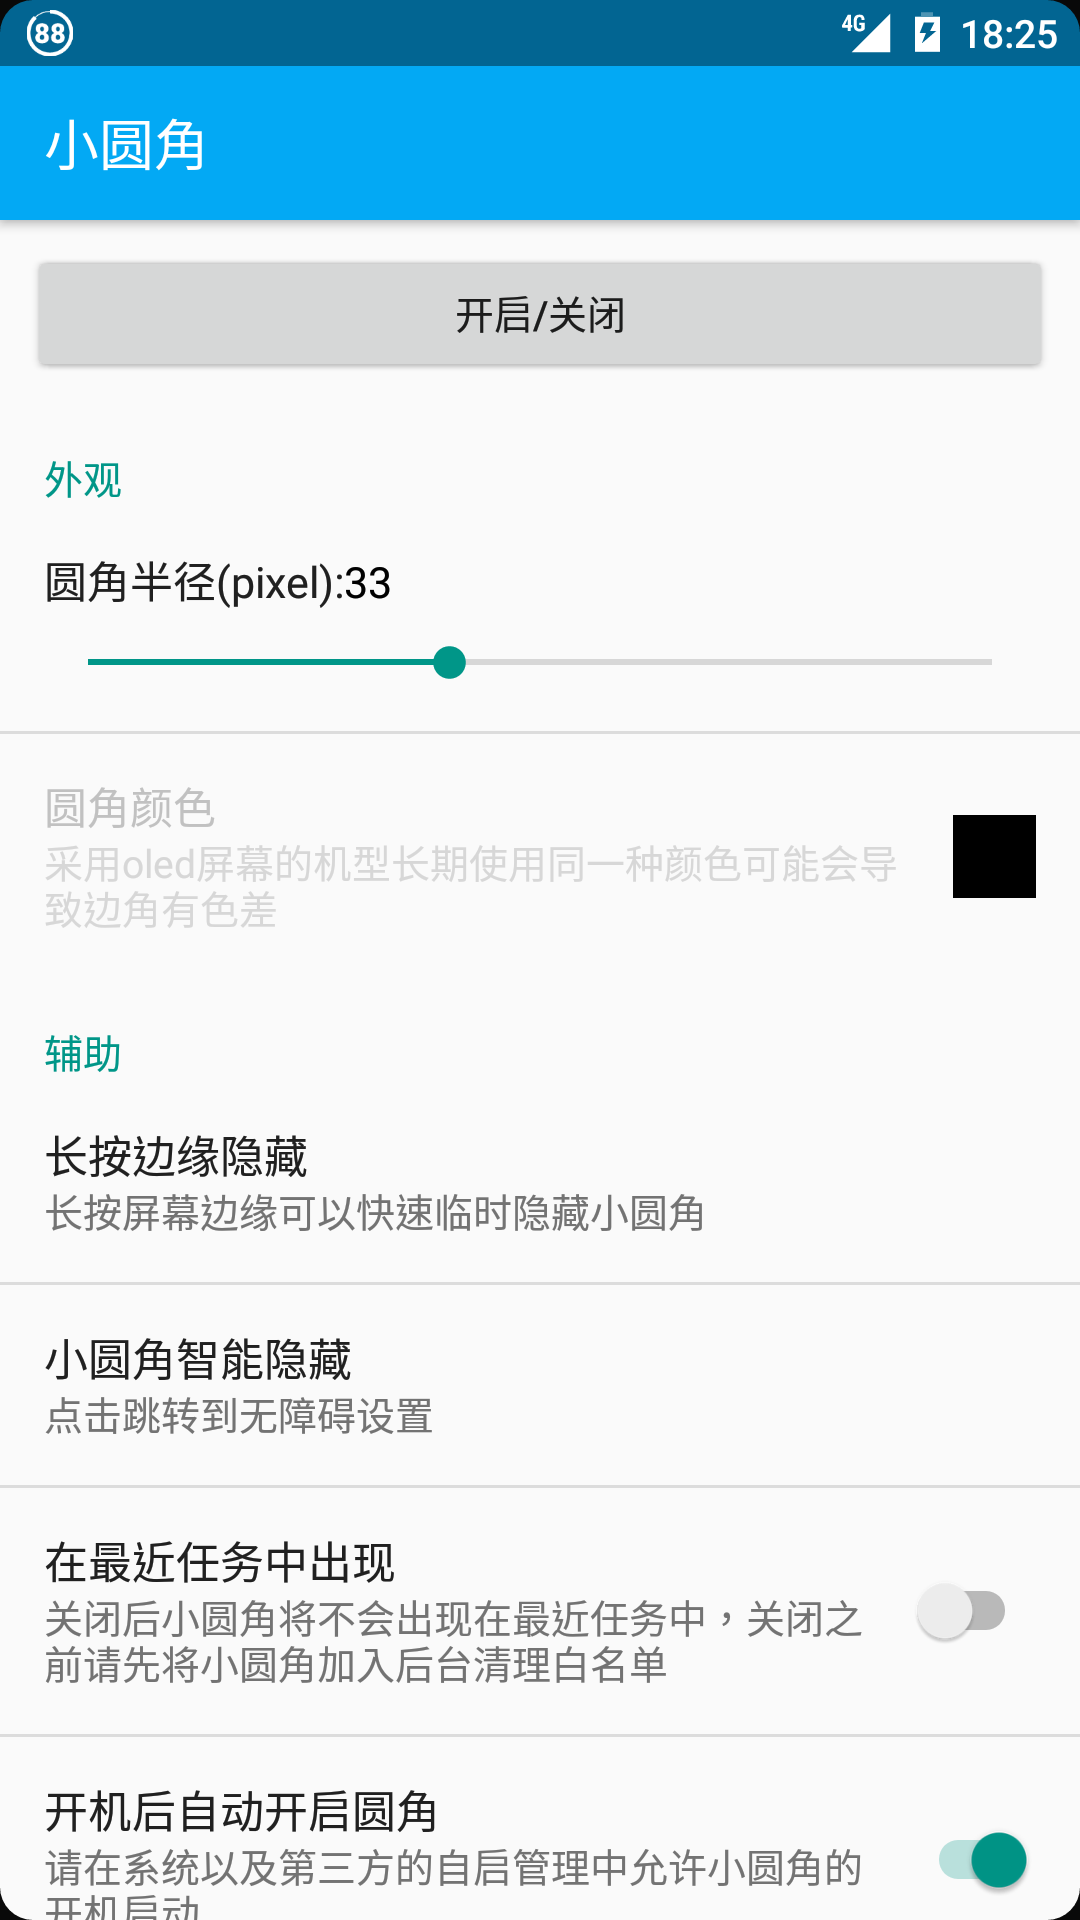 88
4G
18:25
小圆角
开启/关闭
外观
圆角半径(pixel):33
圆角颜色
采用oled屏幕的机型长期使用同一种颜色可能会导
致边角有色差
辅助
长按边缘隐藏
长按屏幕边缘可以快速临时隐藏小圆角
小圆角智能隐藏
点击跳转到无障碍设置
在最近任务中出现
关闭后小圆角将不会出现在最近任务中，关闭之
前请先将小圆角加入后台清理白名单
开机后自动开启圆角
请在系统以及第三方的自启管理中允许小圆角的
开机启动